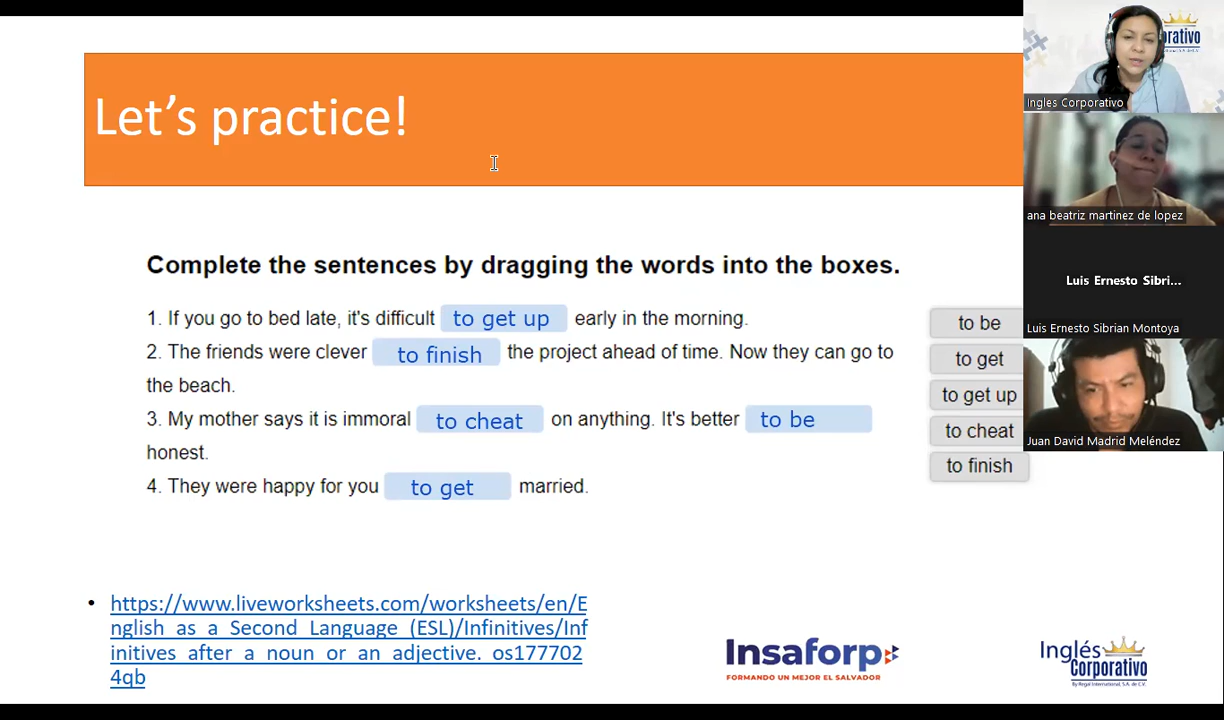 Let's practice!
Complete the sentences by dragging the words into the boxes.
1. If you go to bed late, it's difficult to get up early in the morning.
2. The friends were clever to finish the project ahead of time. Now they can go to
the beach.
3. My mother says it is immoral to cheat on anything. It's better to be
honest.
4. They were happy for you to get married.
to be
to get
to get up
to cheat
to finish
• https://www.liveworksheets.com/worksheets/en/E
nglish_as_a_Second_Language_(ESL)/Infinitives/Inf
initives_after_a_noun_or_an_adjective._os177702
4qb
Insaforp
FORMANDO UN MEJOR EL SALVADOR
Inglés
Corporativo
By Regal International, S.A. de C.V.
Inglés Corporativo
ana beatriz martinez de lopez
Luis Ernesto Sibri...
Luis Ernesto Sibrian Montoya
Juan David Madrid Meléndez